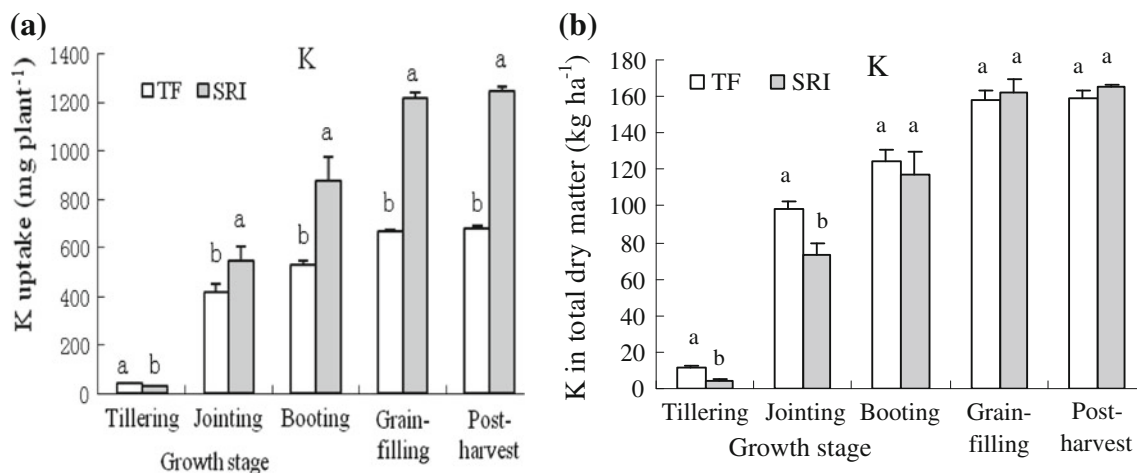 (a)
K
TF SRI
K uptake (mg plant⁻¹)
1400
1200
1000
800
600
400
200
0
a b
b a
b a
b a
b a
Tillering Jointing Booting Grain-filling Post-harvest
Growth stage
(b)
K
TF SRI
K in total dry matter (kg ha⁻¹)
180
160
140
120
100
80
60
40
20
0
a b
a b
a a
a a
a a
Tillering Jointing Booting Grain-filling Post-harvest
Growth stage